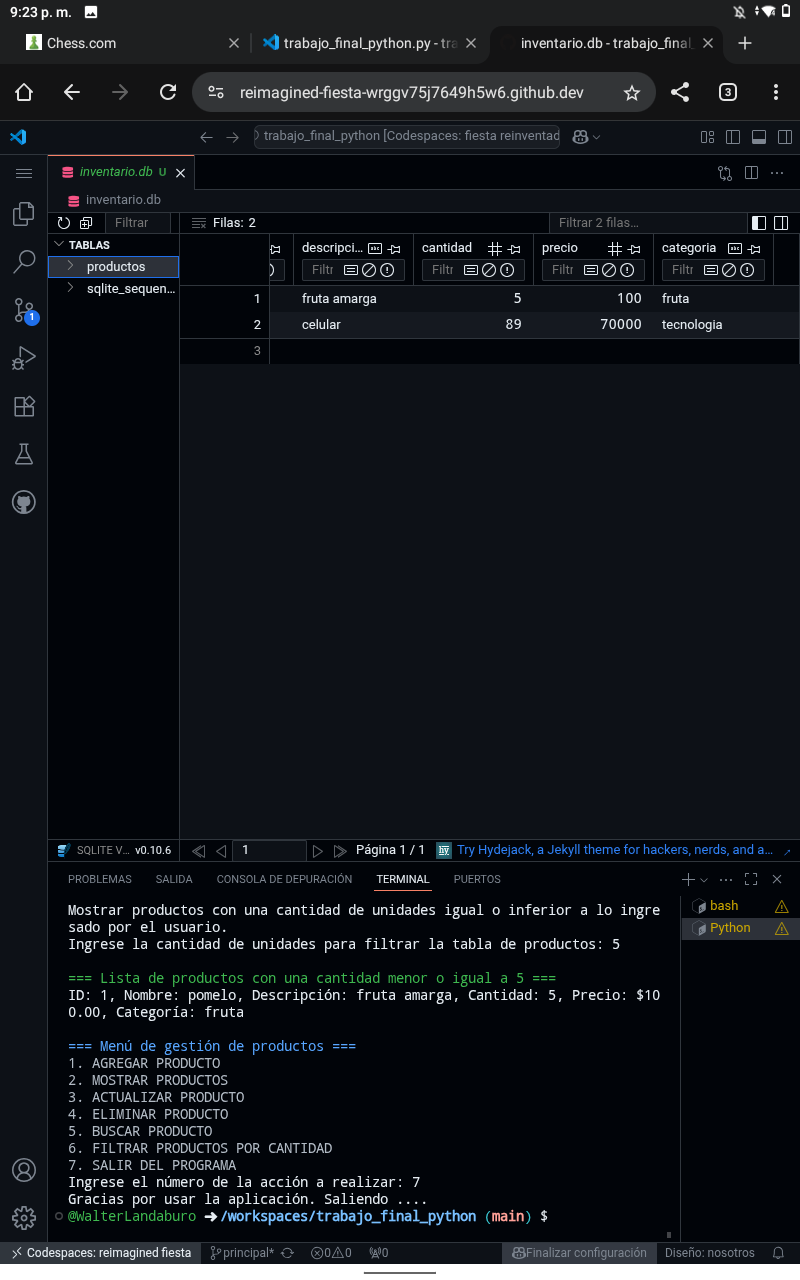 9:23 p. m.
Chess.com
trabajo_final_python.py - tra
inventario.db - trabajo_final_
reimagined-fiesta-wrggv75j7649h5w6.github.dev
3
trabajo_final_python [Codespaces: fiesta reinventad
inventario.db U
inventario.db
Filtrar
Filas: 2
Filtrar 2 filas…
TABLAS
productos
sqlite_sequen…
descripci…
cantidad
precio
categoria
Filtr
Filtr
Filtr
Filtr
1 fruta amarga 5 100 fruta
2 celular 89 70000 tecnologia
3
1
SQLITE V… v0.10.6
1
Página 1 / 1
hy
Try Hydejack, a Jekyll theme for hackers, nerds, and a…
PROBLEMAS SALIDA CONSOLA DE DEPURACIÓN TERMINAL PUERTOS
bash
Python
Mostrar productos con una cantidad de unidades igual o inferior a lo ingre
sado por el usuario.
Ingrese la cantidad de unidades para filtrar la tabla de productos: 5
=== Lista de productos con una cantidad menor o igual a 5 ===
ID: 1, Nombre: pomelo, Descripción: fruta amarga, Cantidad: 5, Precio: $10
0.00, Categoría: fruta
=== Menú de gestión de productos ===
1. AGREGAR PRODUCTO
2. MOSTRAR PRODUCTOS
3. ACTUALIZAR PRODUCTO
4. ELIMINAR PRODUCTO
5. BUSCAR PRODUCTO
6. FILTRAR PRODUCTOS POR CANTIDAD
7. SALIR DEL PROGRAMA
Ingrese el número de la acción a realizar: 7
Gracias por usar la aplicación. Saliendo ....
@WalterLandaburo ➜ /workspaces/trabajo_final_python (main) $
Codespaces: reimagined fiesta
principal*
0 0
0
Finalizar configuración
Diseño: nosotros